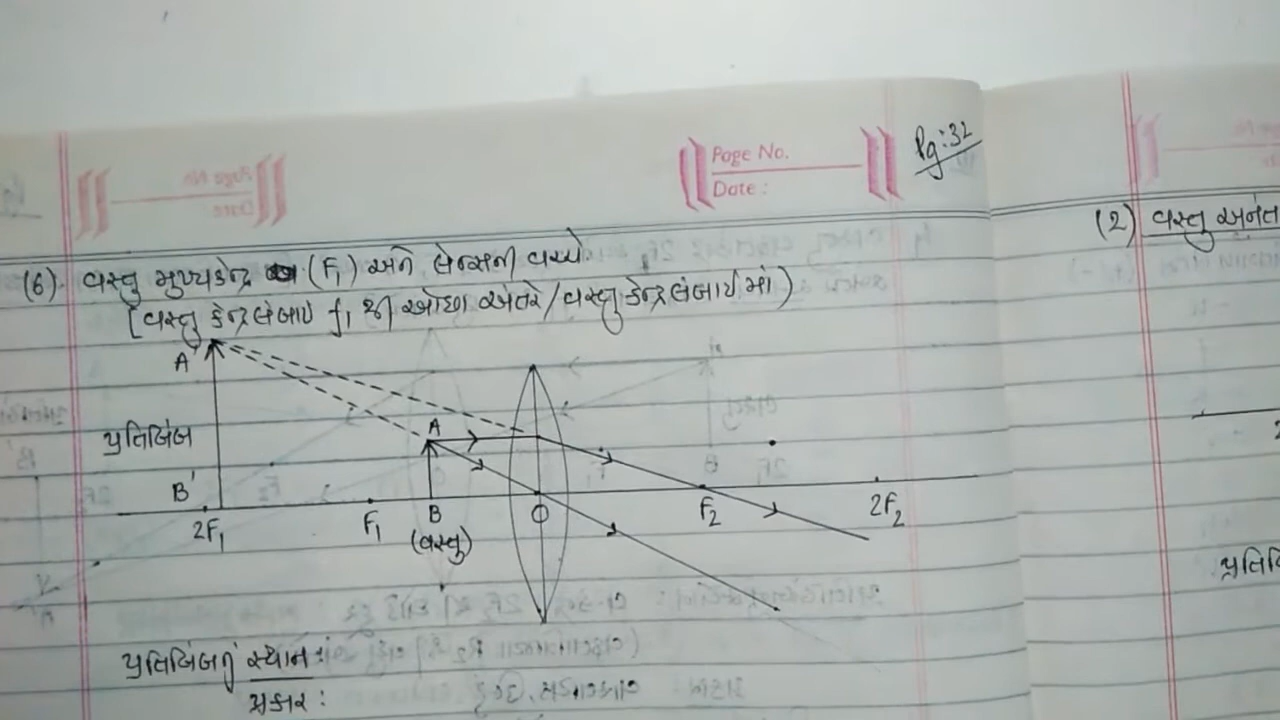 Page No.
Date :
Pg:32
(6) વસ્તુ મુખ્યકેન્દ્ર (F₁) અને લેન્સની વચ્ચે
[વસ્તુ કેન્દ્રલંબાઈ f₁ થી ઓછા અંતરે/વસ્તુ કેન્દ્રલંબાઈમાં)
A'
A
પ્રતિબિંબ
B'
2F₁
F₁
B
O
F₂
2F₂
(વસ્તુ)
પ્રતિબિંબનું સ્થાન :
પ્રકાર :
(2) વસ્તુ અનંત